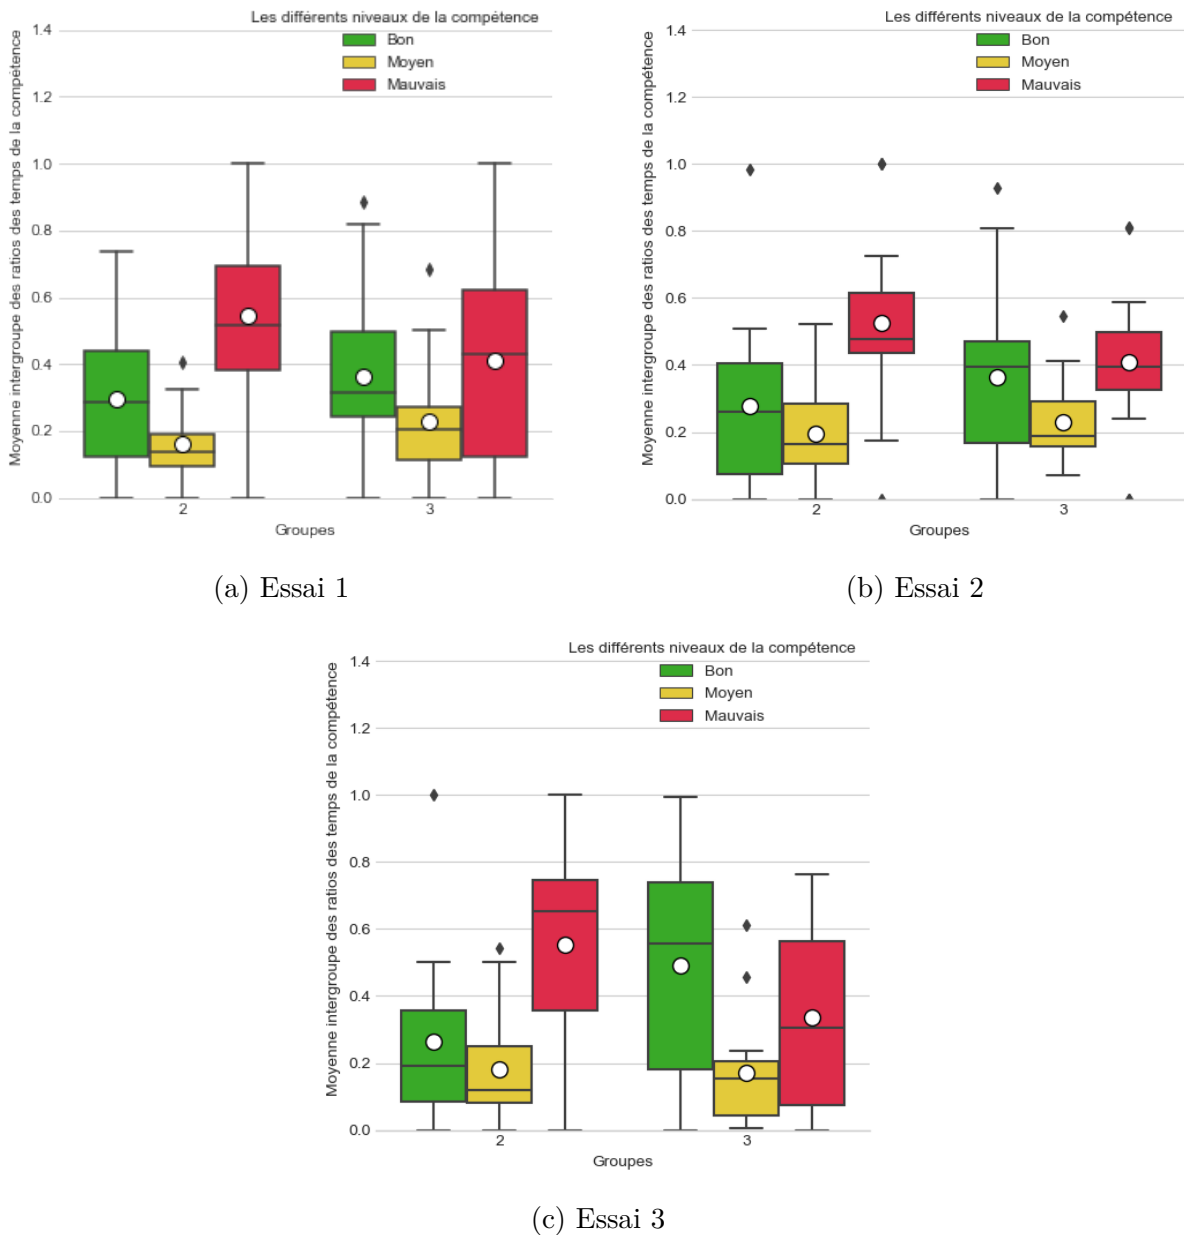 Les différents niveaux de la compétence
Bon
Moyen
Mauvais
Moyenne intergroupe des ratios des temps de la compétence
1.4
1.2
1.0
0.8
0.6
0.4
0.2
0.0
2 3
Groupes
(a) Essai 1
Les différents niveaux de la compétence
Bon
Moyen
Mauvais
Moyenne intergroupe des ratios des temps de la compétence
1.4
1.2
1.0
0.8
0.6
0.4
0.2
0.0
2 3
Groupes
(b) Essai 2
Les différents niveaux de la compétence
Bon
Moyen
Mauvais
Moyenne intergroupe des ratios des temps de la compétence
1.4
1.2
1.0
0.8
0.6
0.4
0.2
0.0
2 3
Groupes
(c) Essai 3